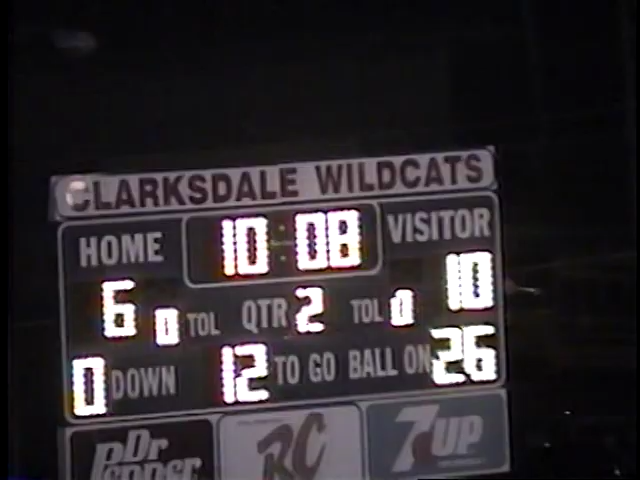 CLARKSDALE WILDCATS
HOME 10:08 VISITOR
6 0 TOL QTR 2 TOL 0 10
0 DOWN 12 TO GO BALL ON 26
Dr Pepper RC 7UP